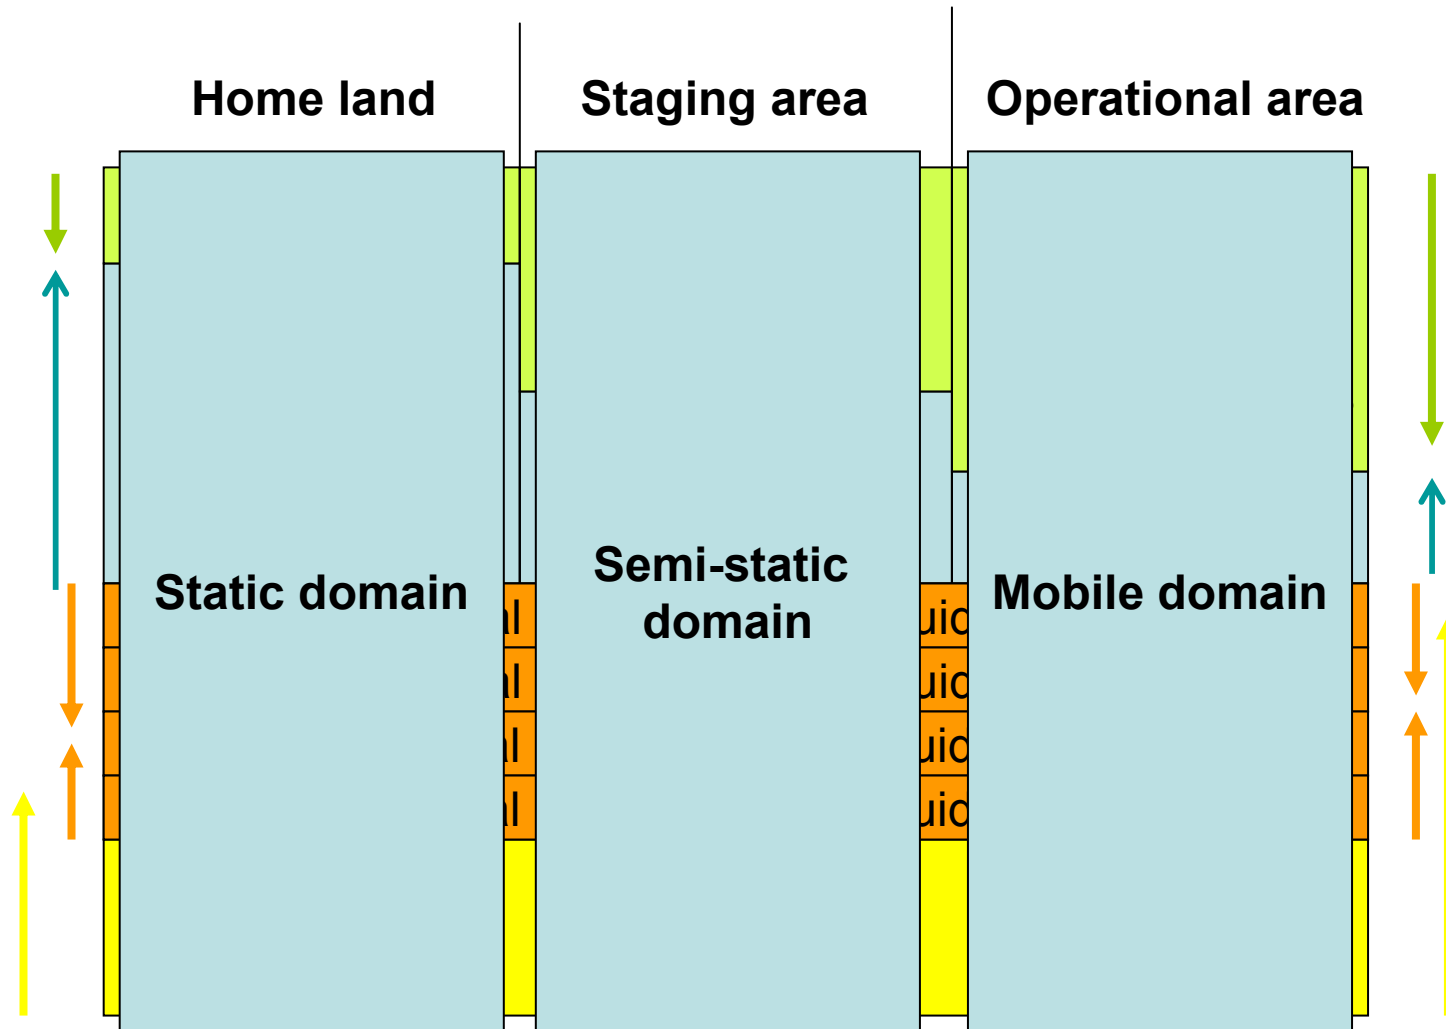 Home land
Staging area
Operational area
Static domain
Semi-static
domain
Mobile domain